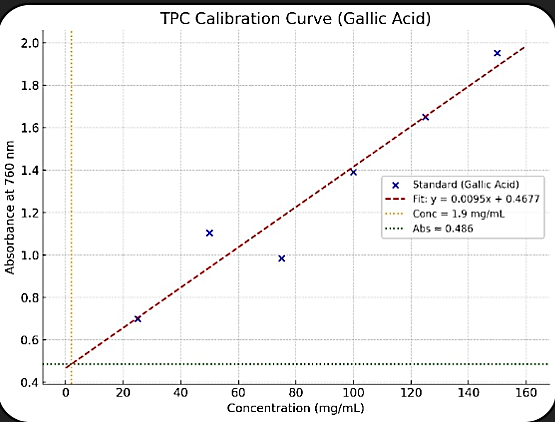 TPC Calibration Curve (Gallic Acid)
Absorbance at 760 nm
2.0
1.8
1.6
1.4
1.2
1.0
0.8
0.6
0.4
Standard (Gallic Acid)
Fit: y = 0.0095x + 0.4677
Conc = 1.9 mg/mL
Abs = 0.486
0 20 40 60 80 100 120 140 160
Concentration (mg/mL)